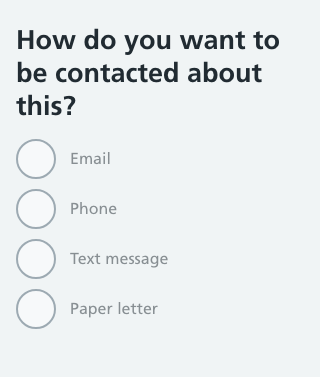 How do you want to
be contacted about
this?
Email
Phone
Text message
Paper letter